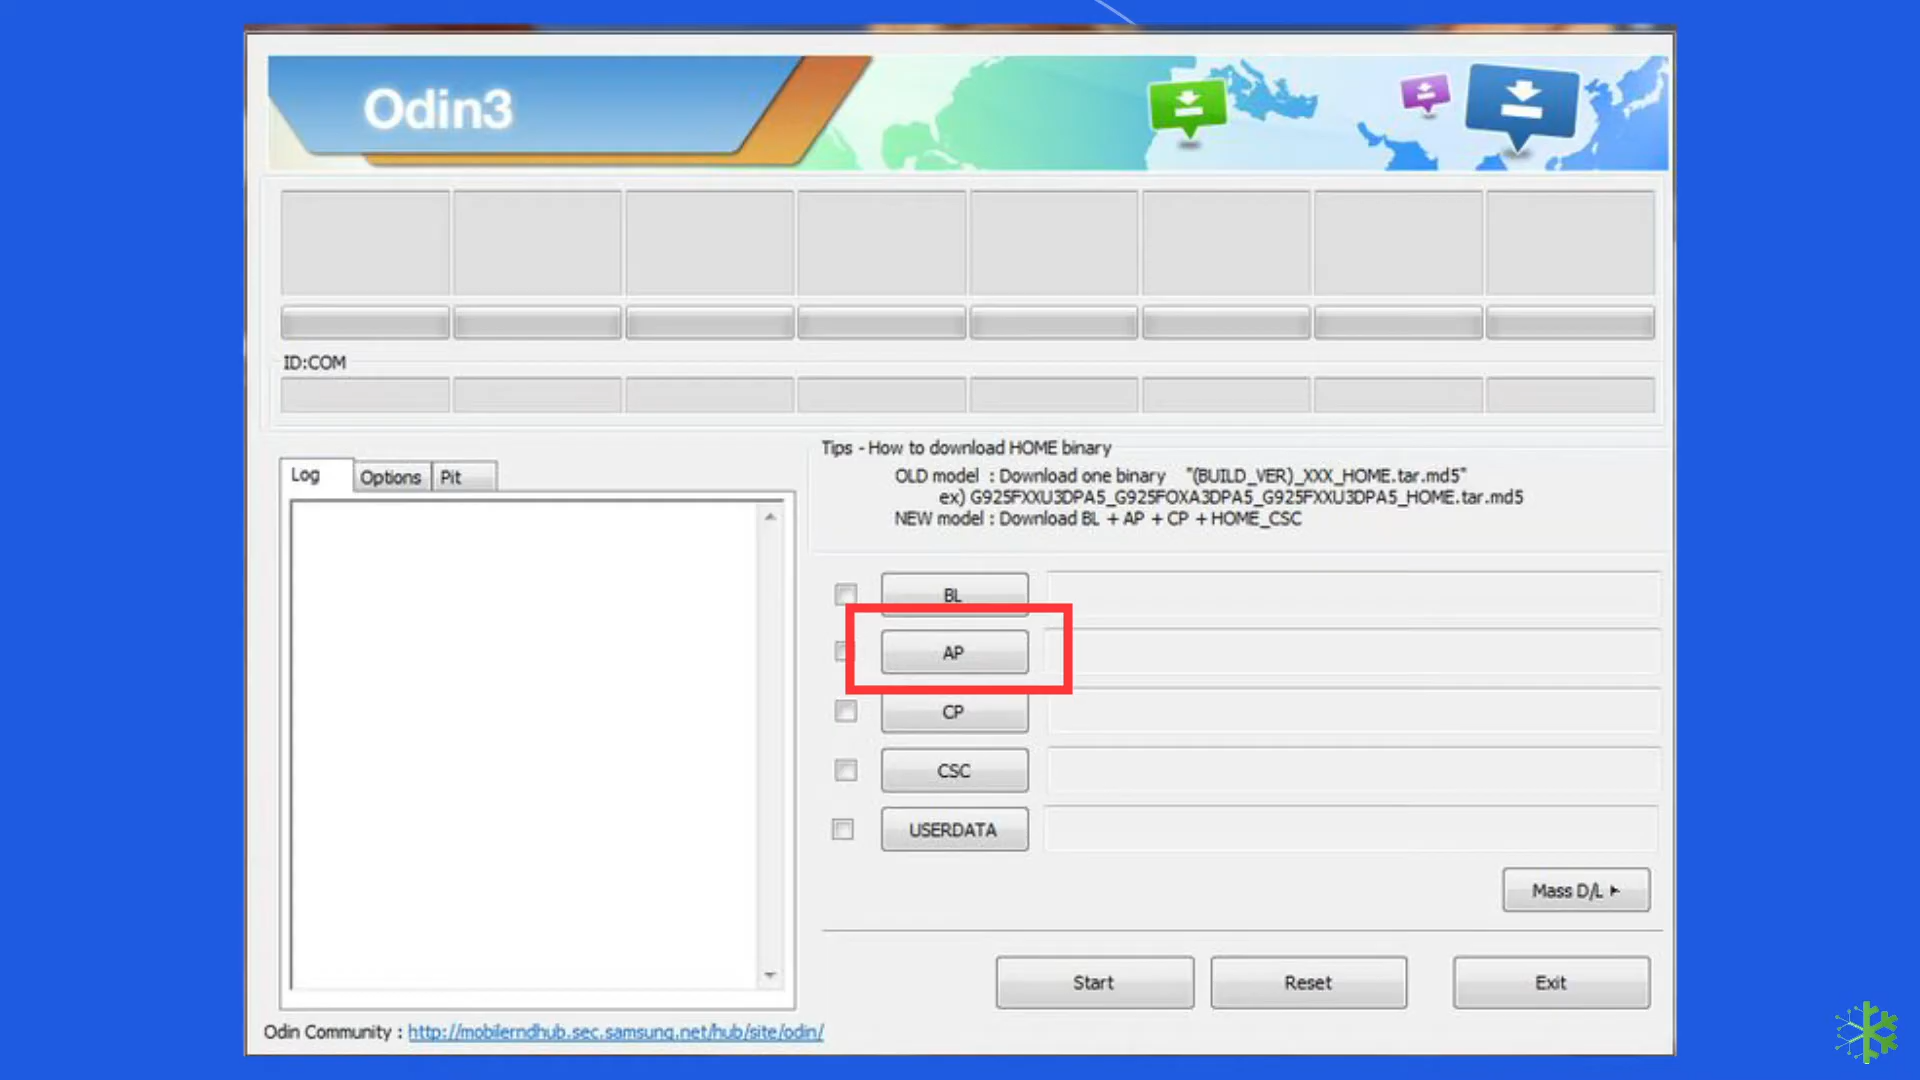 Odin3
ID:COM
Log
Options
Pit
Tips - How to download HOME binary
OLD model : Download one binary "(BUILD_VER)_XXX_HOME.tar.md5"
ex) G925FXXU3DPA5_G925FOXA3DPA5_G925FXXU3DPA5_HOME.tar.md5
NEW model : Download BL + AP + CP + HOME_CSC
BL
AP
CP
CSC
USERDATA
Mass D/L
Start
Reset
Exit
Odin Community : http://mobilerndhub.sec.samsung.net/hub/site/odin/